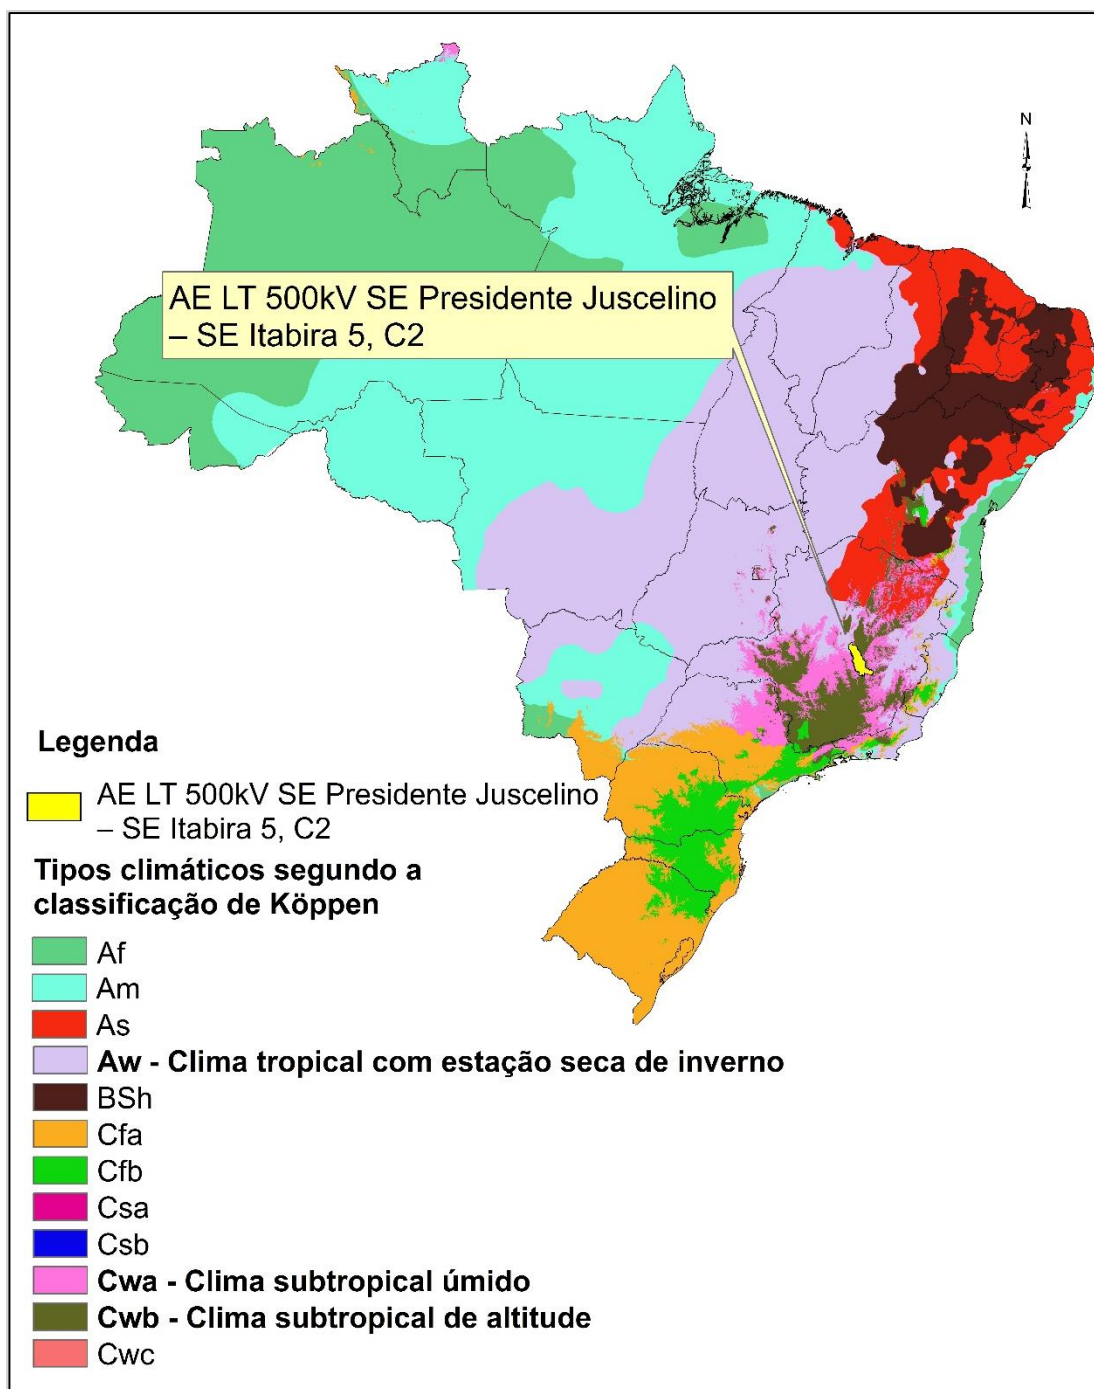 N
AE LT 500kV SE Presidente Juscelino
– SE Itabira 5, C2
Legenda
AE LT 500kV SE Presidente Juscelino
– SE Itabira 5, C2
Tipos climáticos segundo a
classificação de Köppen
Af
Am
As
Aw - Clima tropical com estação seca de inverno
BSh
Cfa
Cfb
Csa
Csb
Cwa - Clima subtropical úmido
Cwb - Clima subtropical de altitude
Cwc